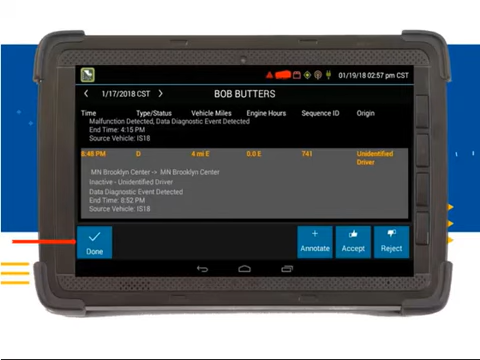 01/19/18 02:57 pm CST
1/17/2018 CST
BOB BUTTERS
Time Type/Status Vehicle Miles Engine Hours Sequence ID Origin
Malfunction Detected, Data Diagnostic Event Detected
End Time: 4:15 PM
Source Vehicle: IS18
8:48 PM D 4 mi E 0.0 E 741 Unidentified
Driver
MN Brooklyn Center -> MN Brooklyn Center
Inactive - Unidentified Driver
Data Diagnostic Event Detected
End Time: 8:52 PM
Source Vehicle: IS18
Done Annotate Accept Reject